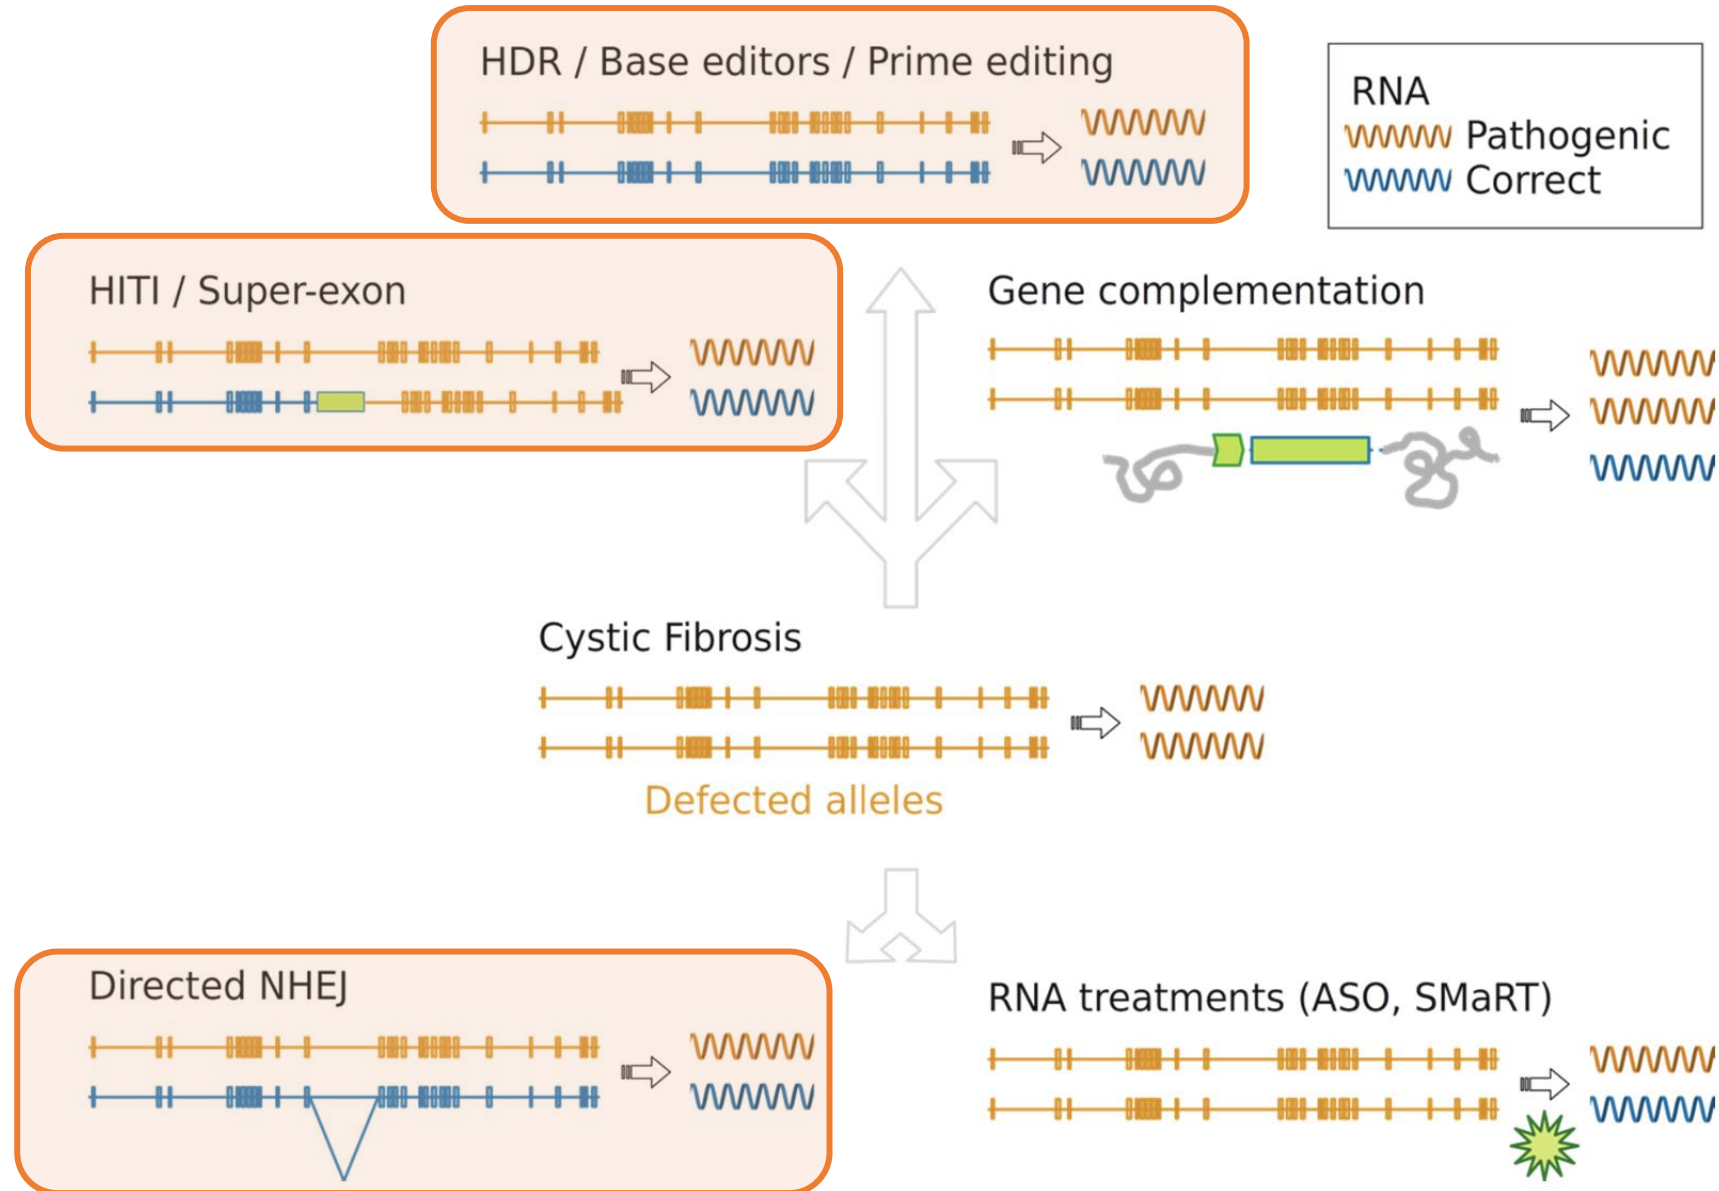 HDR / Base editors / Prime editing
RNA
Pathogenic
Correct
HITI / Super-exon
Gene complementation
Cystic Fibrosis
Defected alleles
Directed NHEJ
RNA treatments (ASO, SMaRT)